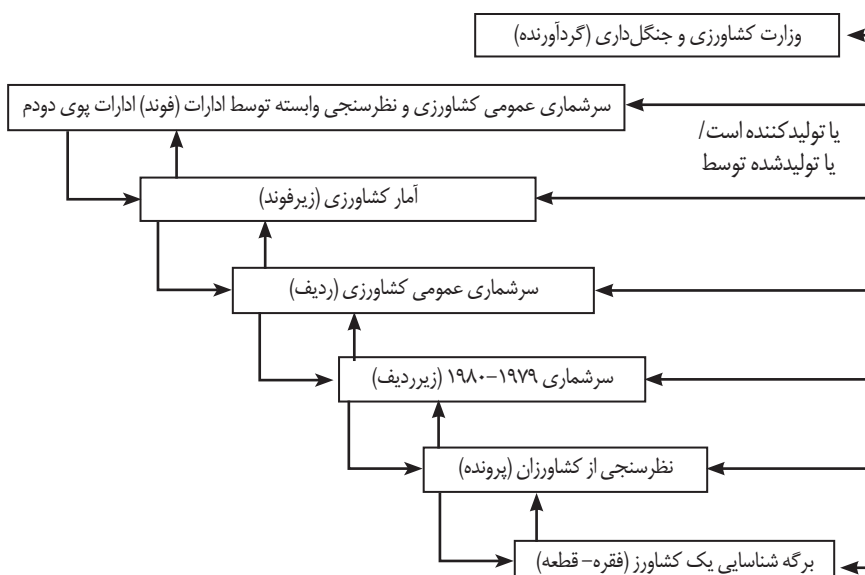 وزارت کشاورزی و جنگل‌داری (گردآورنده)
سرشماری عمومی کشاورزی و نظرسنجی وابسته توسط ادارات (فوند) ادارات پوی دودم
یا تولیدکننده است/
یا تولیدشده توسط
آمار کشاورزی (زیرفوند)
سرشماری عمومی کشاورزی (ردیف)
سرشماری ۱۹۷۹–۱۹۸۰ (زیرردیف)
نظرسنجی از کشاورزان (پرونده)
برگه شناسایی یک کشاورز (فقره– قطعه)